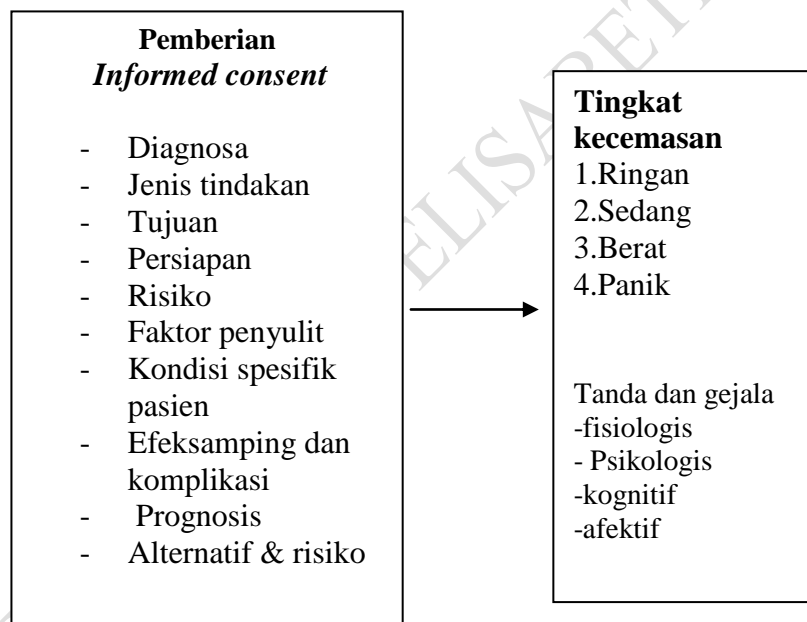 Pemberian
Informed consent
- Diagnosa
- Jenis tindakan
- Tujuan
- Persiapan
- Risiko
- Faktor penyulit
- Kondisi spesifik
pasien
- Efeksamping dan
komplikasi
- Prognosis
- Alternatif & risiko
Tingkat
kecemasan
1.Ringan
2.Sedang
3.Berat
4.Panik
Tanda dan gejala
-fisiologis
- Psikologis
-kognitif
-afektif
ELISABETH